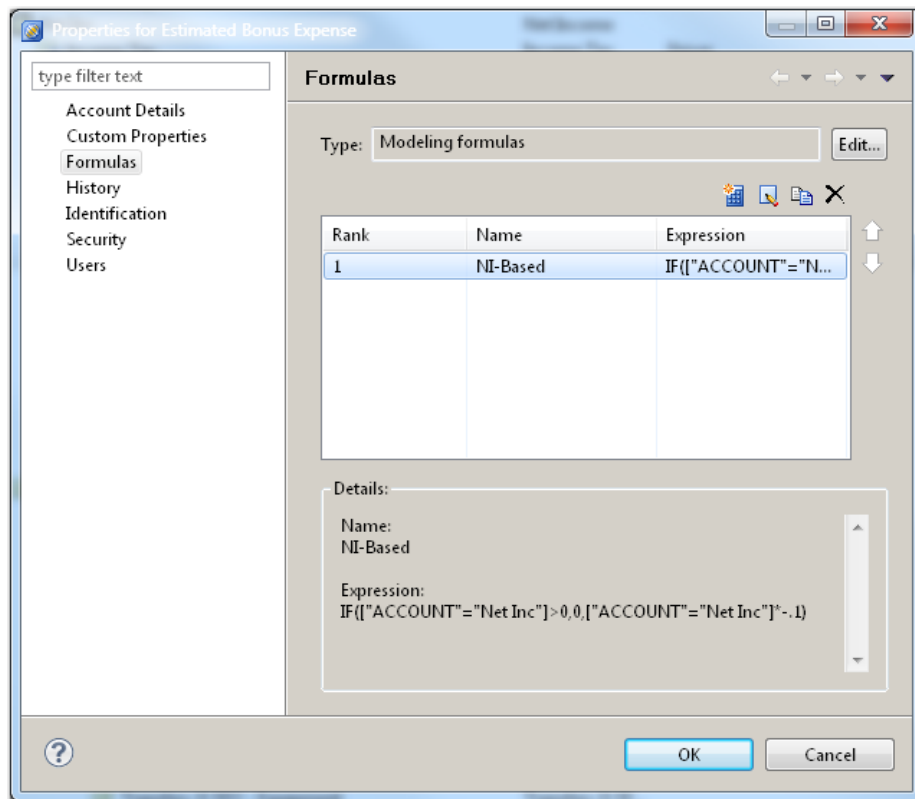 Properties for Estimated Bonus Expense
type filter text
Account Details
Custom Properties
Formulas
History
Identification
Security
Users
Formulas
Type: Modeling formulas Edit...
Rank Name Expression
1 NI-Based IF(["ACCOUNT"="N...
Details:
Name:
NI-Based
Expression:
IF(["ACCOUNT"="Net Inc"]>0,0,["ACCOUNT"="Net Inc"]*-.1)
OK Cancel